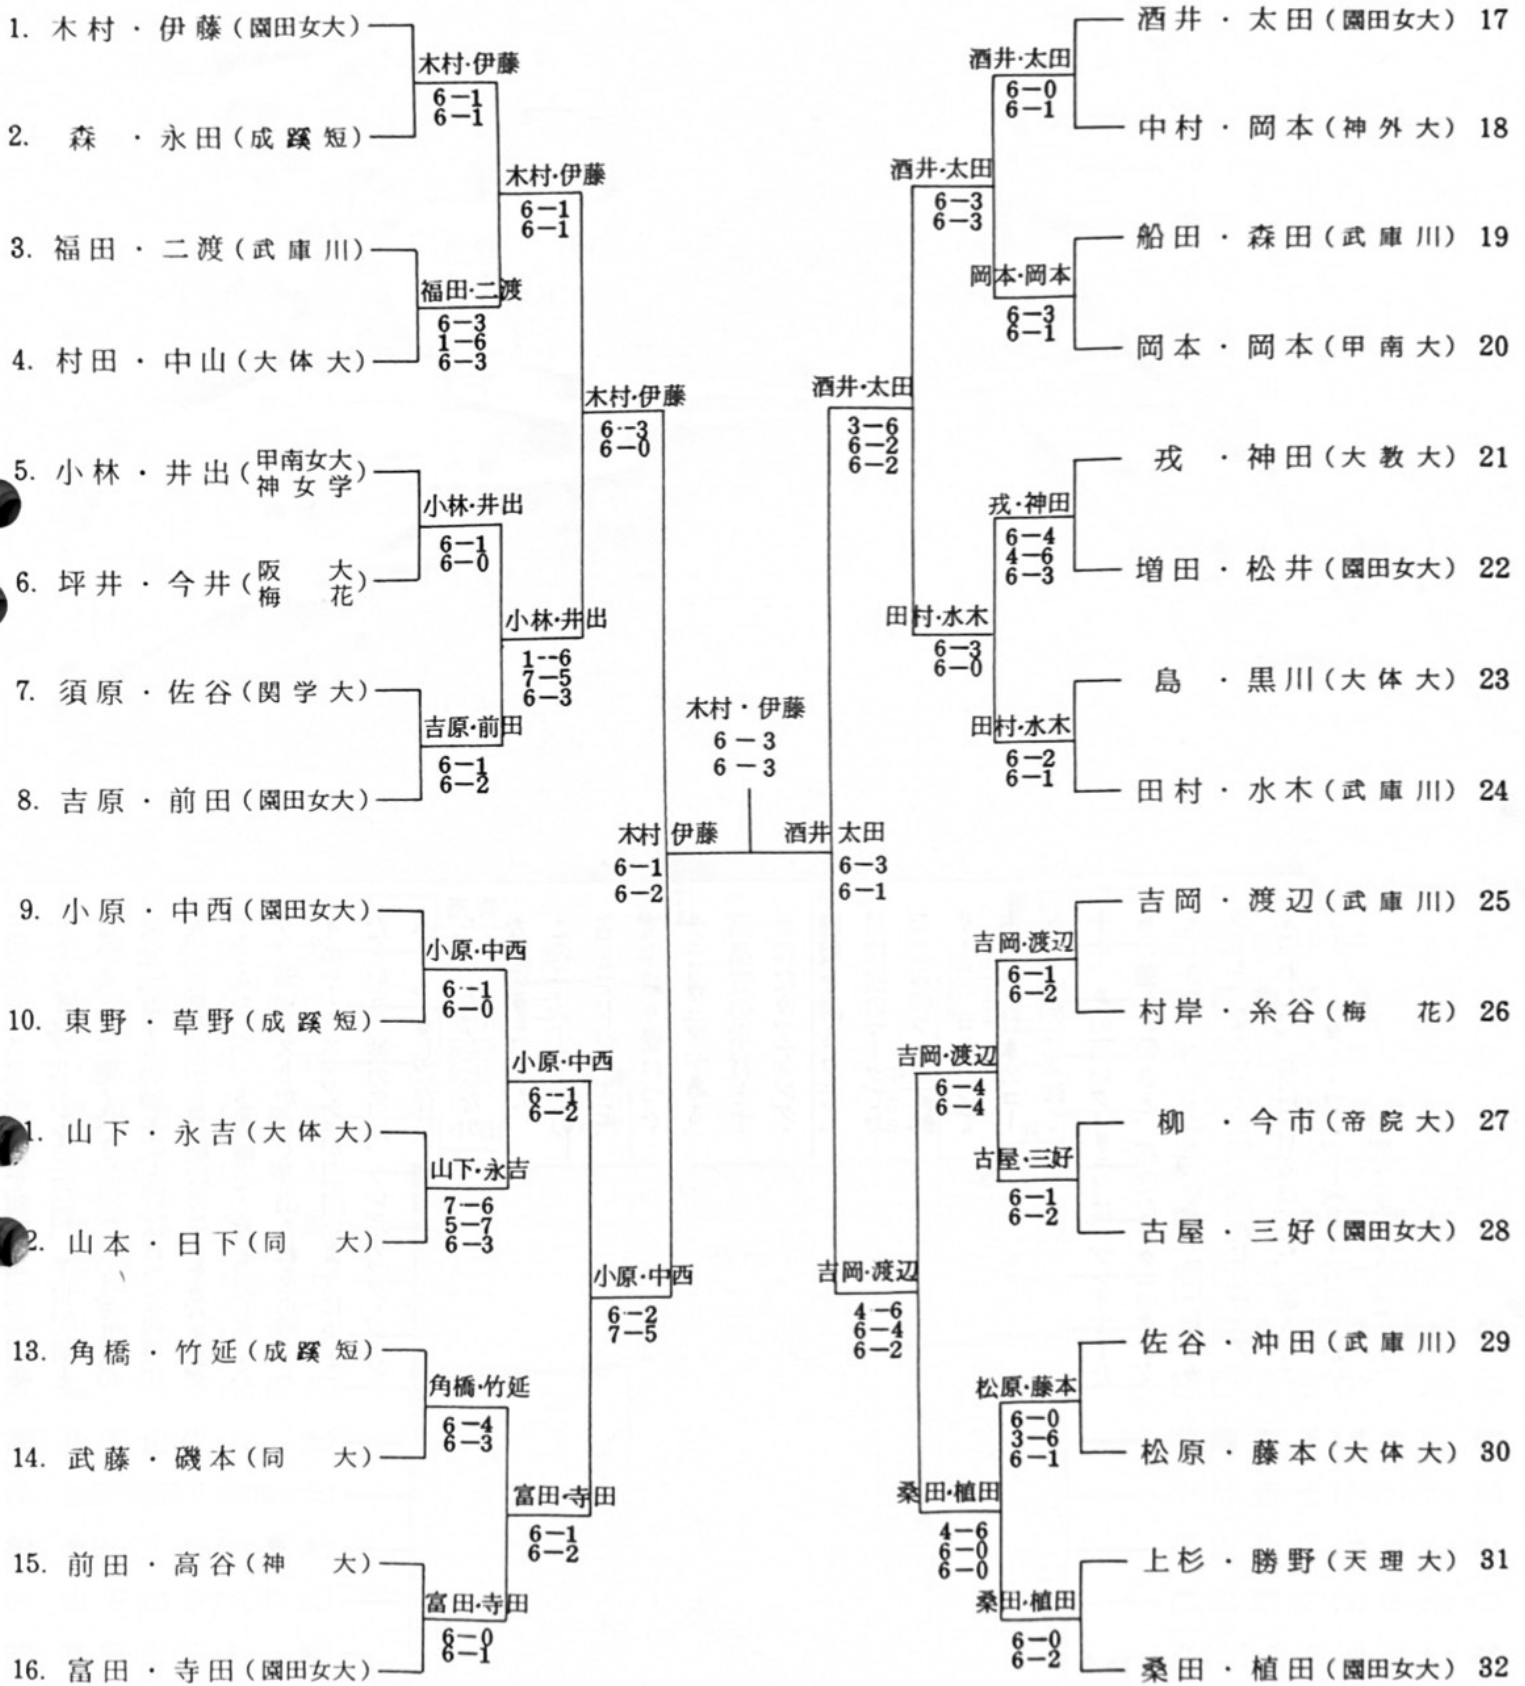 1. 木村・伊藤(園田女大)
2. 森・永田(成蹊短)
3. 福田・二渡(武庫川)
4. 村田・中山(大体大)
5. 小林・井出(甲南女大 神女学)
6. 坪井・今井(阪大 梅花)
7. 須原・佐谷(関学大)
8. 吉原・前田(園田女大)
9. 小原・中西(園田女大)
10. 東野・草野(成蹊短)
1. 山下・永吉(大体大)
2. 山本・日下(同大)
13. 角橋・竹延(成蹊短)
14. 武藤・磯本(同大)
15. 前田・高谷(神大)
16. 富田・寺田(園田女大)
木村・伊藤
6-1
6-1
福田・二渡
6-3
1-6
6-3
小林・井出
6-1
6-0
吉原・前田
6-1
6-2
小原・中西
6-1
6-0
山下・永吉
7-6
5-7
6-3
角橋・竹延
6-4
6-3
富田・寺田
6-0
6-1
木村・伊藤
6-1
6-1
小林・井出
1-6
7-5
6-3
小原・中西
6-1
6-2
富田・寺田
6-1
6-2
木村・伊藤
6-3
6-0
小原・中西
6-2
7-5
木村 伊藤
6-1
6-2
木村・伊藤
6-3
6-3
酒井 太田
6-3
6-1
酒井・太田
3-6
6-2
6-2
吉岡・渡辺
4-6
6-4
6-2
酒井・太田
6-3
6-3
田村・水木
6-3
6-0
吉岡・渡辺
6-4
6-4
桑田・植田
4-6
6-0
6-0
酒井・太田
6-0
6-1
岡本・岡本
6-3
6-1
戎・神田
6-4
4-6
6-3
田村・水木
6-2
6-1
吉岡・渡辺
6-1
6-2
古屋・三好
6-1
6-2
松原・藤本
6-0
3-6
6-1
桑田・植田
6-0
6-2
酒井・太田(園田女大) 17
中村・岡本(神外大) 18
船田・森田(武庫川) 19
岡本・岡本(甲南大) 20
戎・神田(大教大) 21
増田・松井(園田女大) 22
島・黒川(大体大) 23
田村・水木(武庫川) 24
吉岡・渡辺(武庫川) 25
村岸・糸谷(梅花) 26
柳・今市(帝院大) 27
古屋・三好(園田女大) 28
佐谷・沖田(武庫川) 29
松原・藤本(大体大) 30
上杉・勝野(天理大) 31
桑田・植田(園田女大) 32